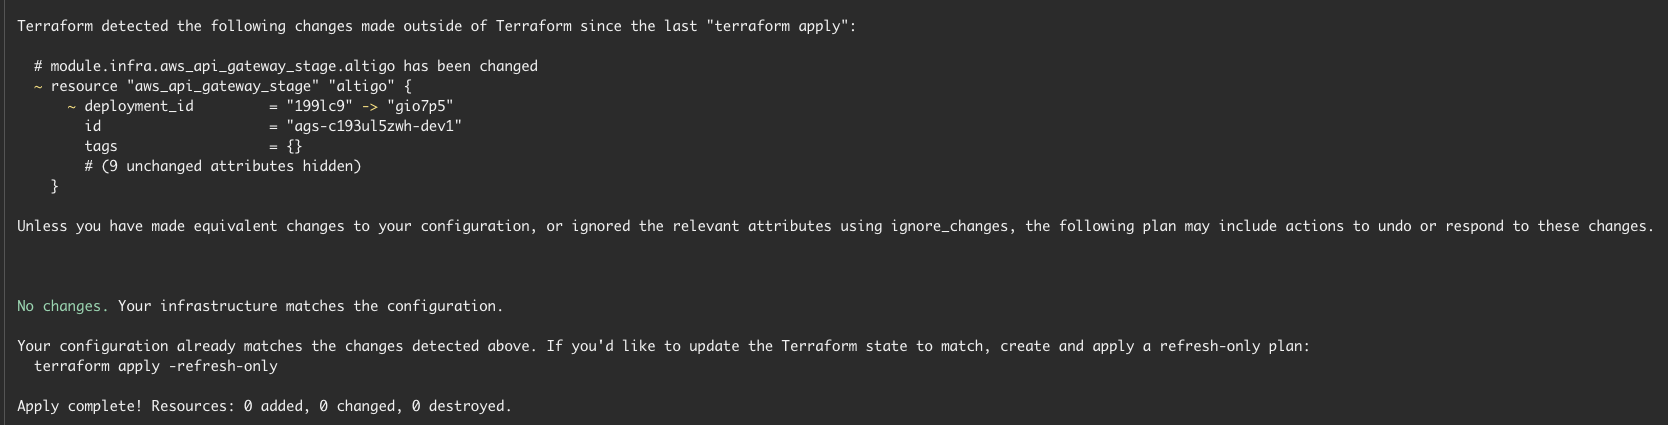 Terraform detected the following changes made outside of Terraform since the last "terraform apply":
# module.infra.aws_api_gateway_stage.altigo has been changed
~ resource "aws_api_gateway_stage" "altigo" {
~ deployment_id = "199lc9" -> "gio7p5"
id = "ags-c193ul5zwh-dev1"
tags = {}
# (9 unchanged attributes hidden)
}
Unless you have made equivalent changes to your configuration, or ignored the relevant attributes using ignore_changes, the following plan may include actions to undo or respond to these changes.
No changes. Your infrastructure matches the configuration.
Your configuration already matches the changes detected above. If you'd like to update the Terraform state to match, create and apply a refresh-only plan:
terraform apply -refresh-only
Apply complete! Resources: 0 added, 0 changed, 0 destroyed.